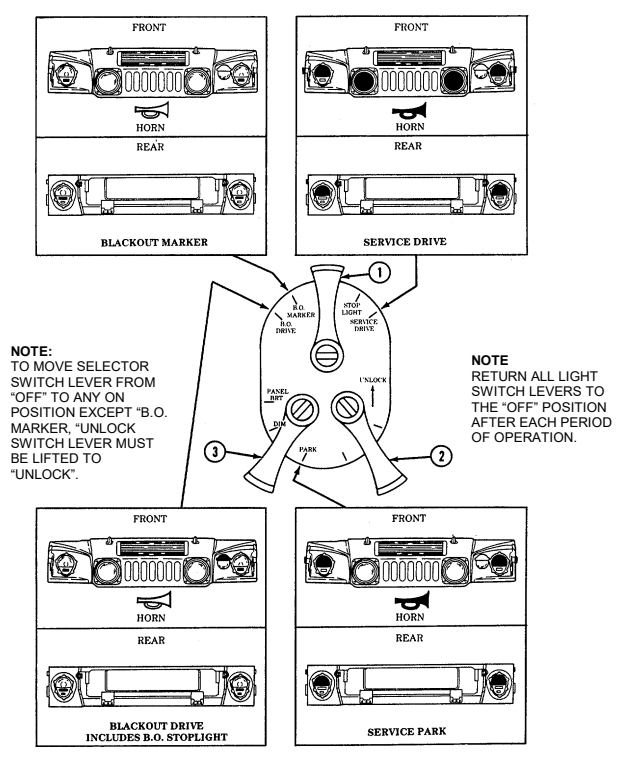 FRONT
HORN
REAR
BLACKOUT MARKER
FRONT
HORN
REAR
SERVICE DRIVE
1
B.O.
MARKER
B.O.
DRIVE
STOP
LIGHT
SERVICE
DRIVE
NOTE:
TO MOVE SELECTOR
SWITCH LEVER FROM
“OFF” TO ANY ON
POSITION EXCEPT “B.O.
MARKER, “UNLOCK
SWITCH LEVER MUST
BE LIFTED TO
“UNLOCK”.
UNLOCK
PANEL
BRT
DIM
PARK
3
2
NOTE
RETURN ALL LIGHT
SWITCH LEVERS TO
THE “OFF” POSITION
AFTER EACH PERIOD
OF OPERATION.
FRONT
HORN
REAR
BLACKOUT DRIVE
INCLUDES B.O. STOPLIGHT
FRONT
HORN
REAR
SERVICE PARK